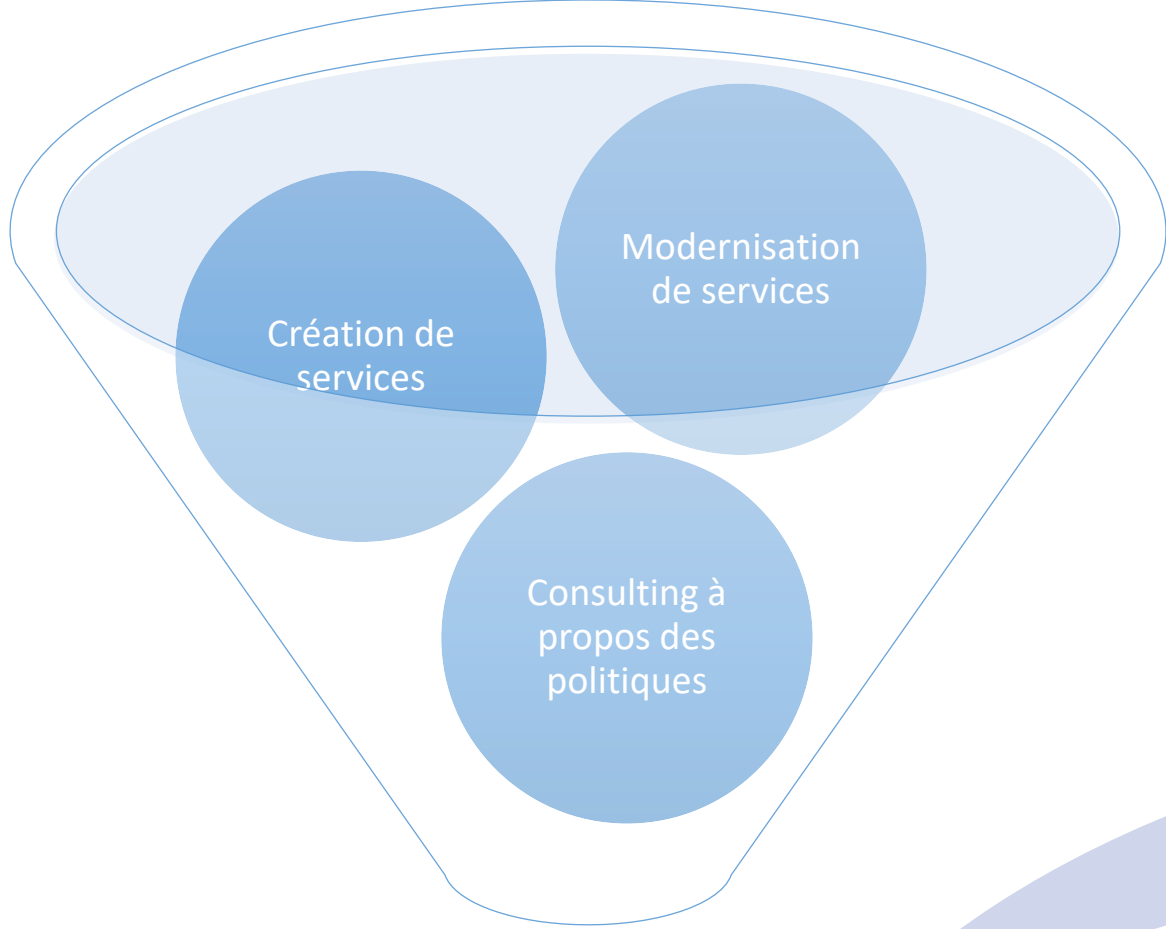 Modernisation
de services
Création de
services
Consulting à
propos des
politiques